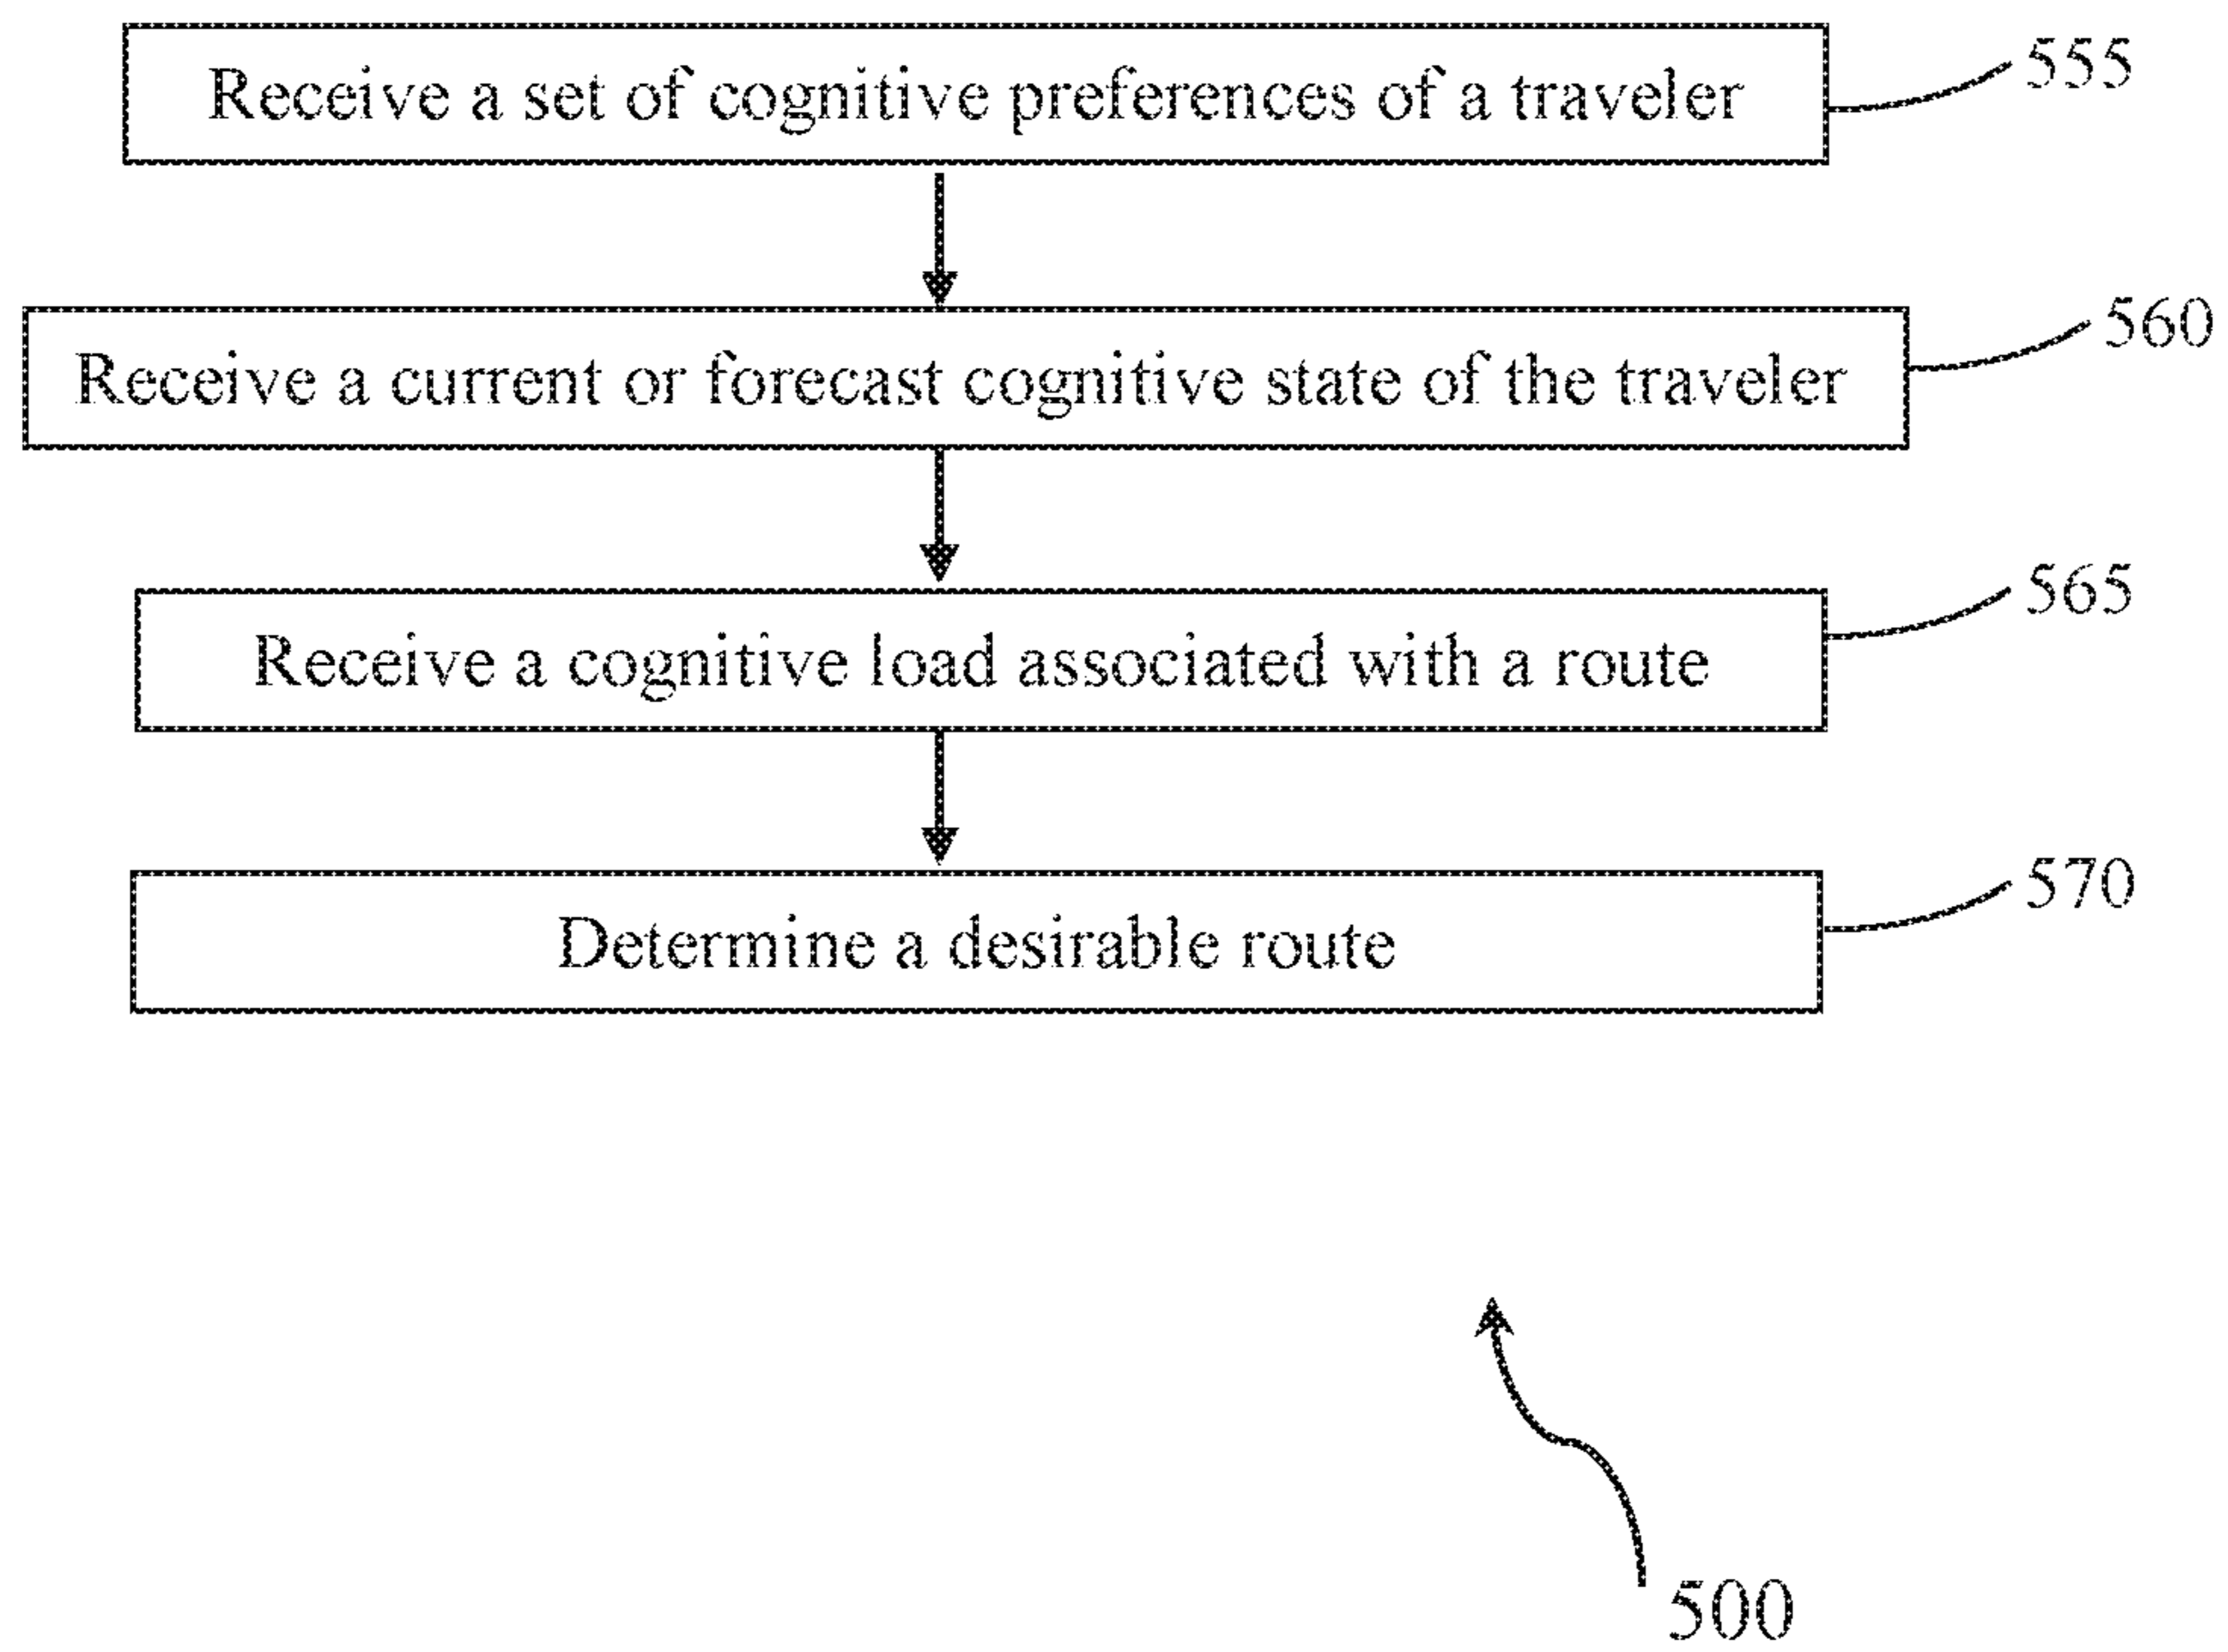 Receive a set of cognitive preferences of a traveler
555
Receive a current or forecast cognitive state of the traveler
560
Receive a cognitive load associated with a route
565
Determine a desirable route
570
500